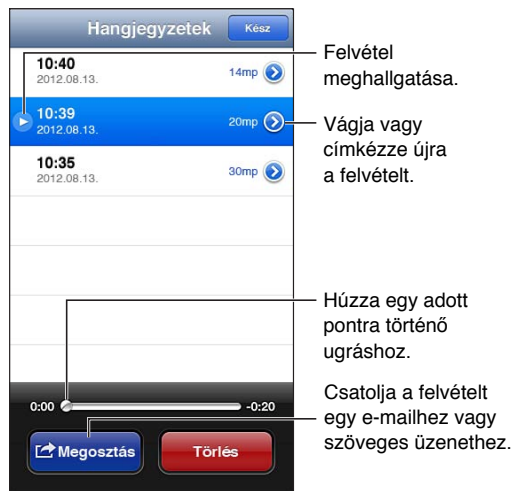 Hangjegyzetek
Kész
10:40
2012.08.13.
14mp
10:39
2012.08.13.
20mp
10:35
2012.08.13.
30mp
0:00
-0:20
Megosztás
Törlés
Felvétel
meghallgatása.
Vágja vagy
címkézze újra
a felvételt.
Húzza egy adott
pontra történő
ugráshoz.
Csatolja a felvételt
egy e-mailhez vagy
szöveges üzenethez.